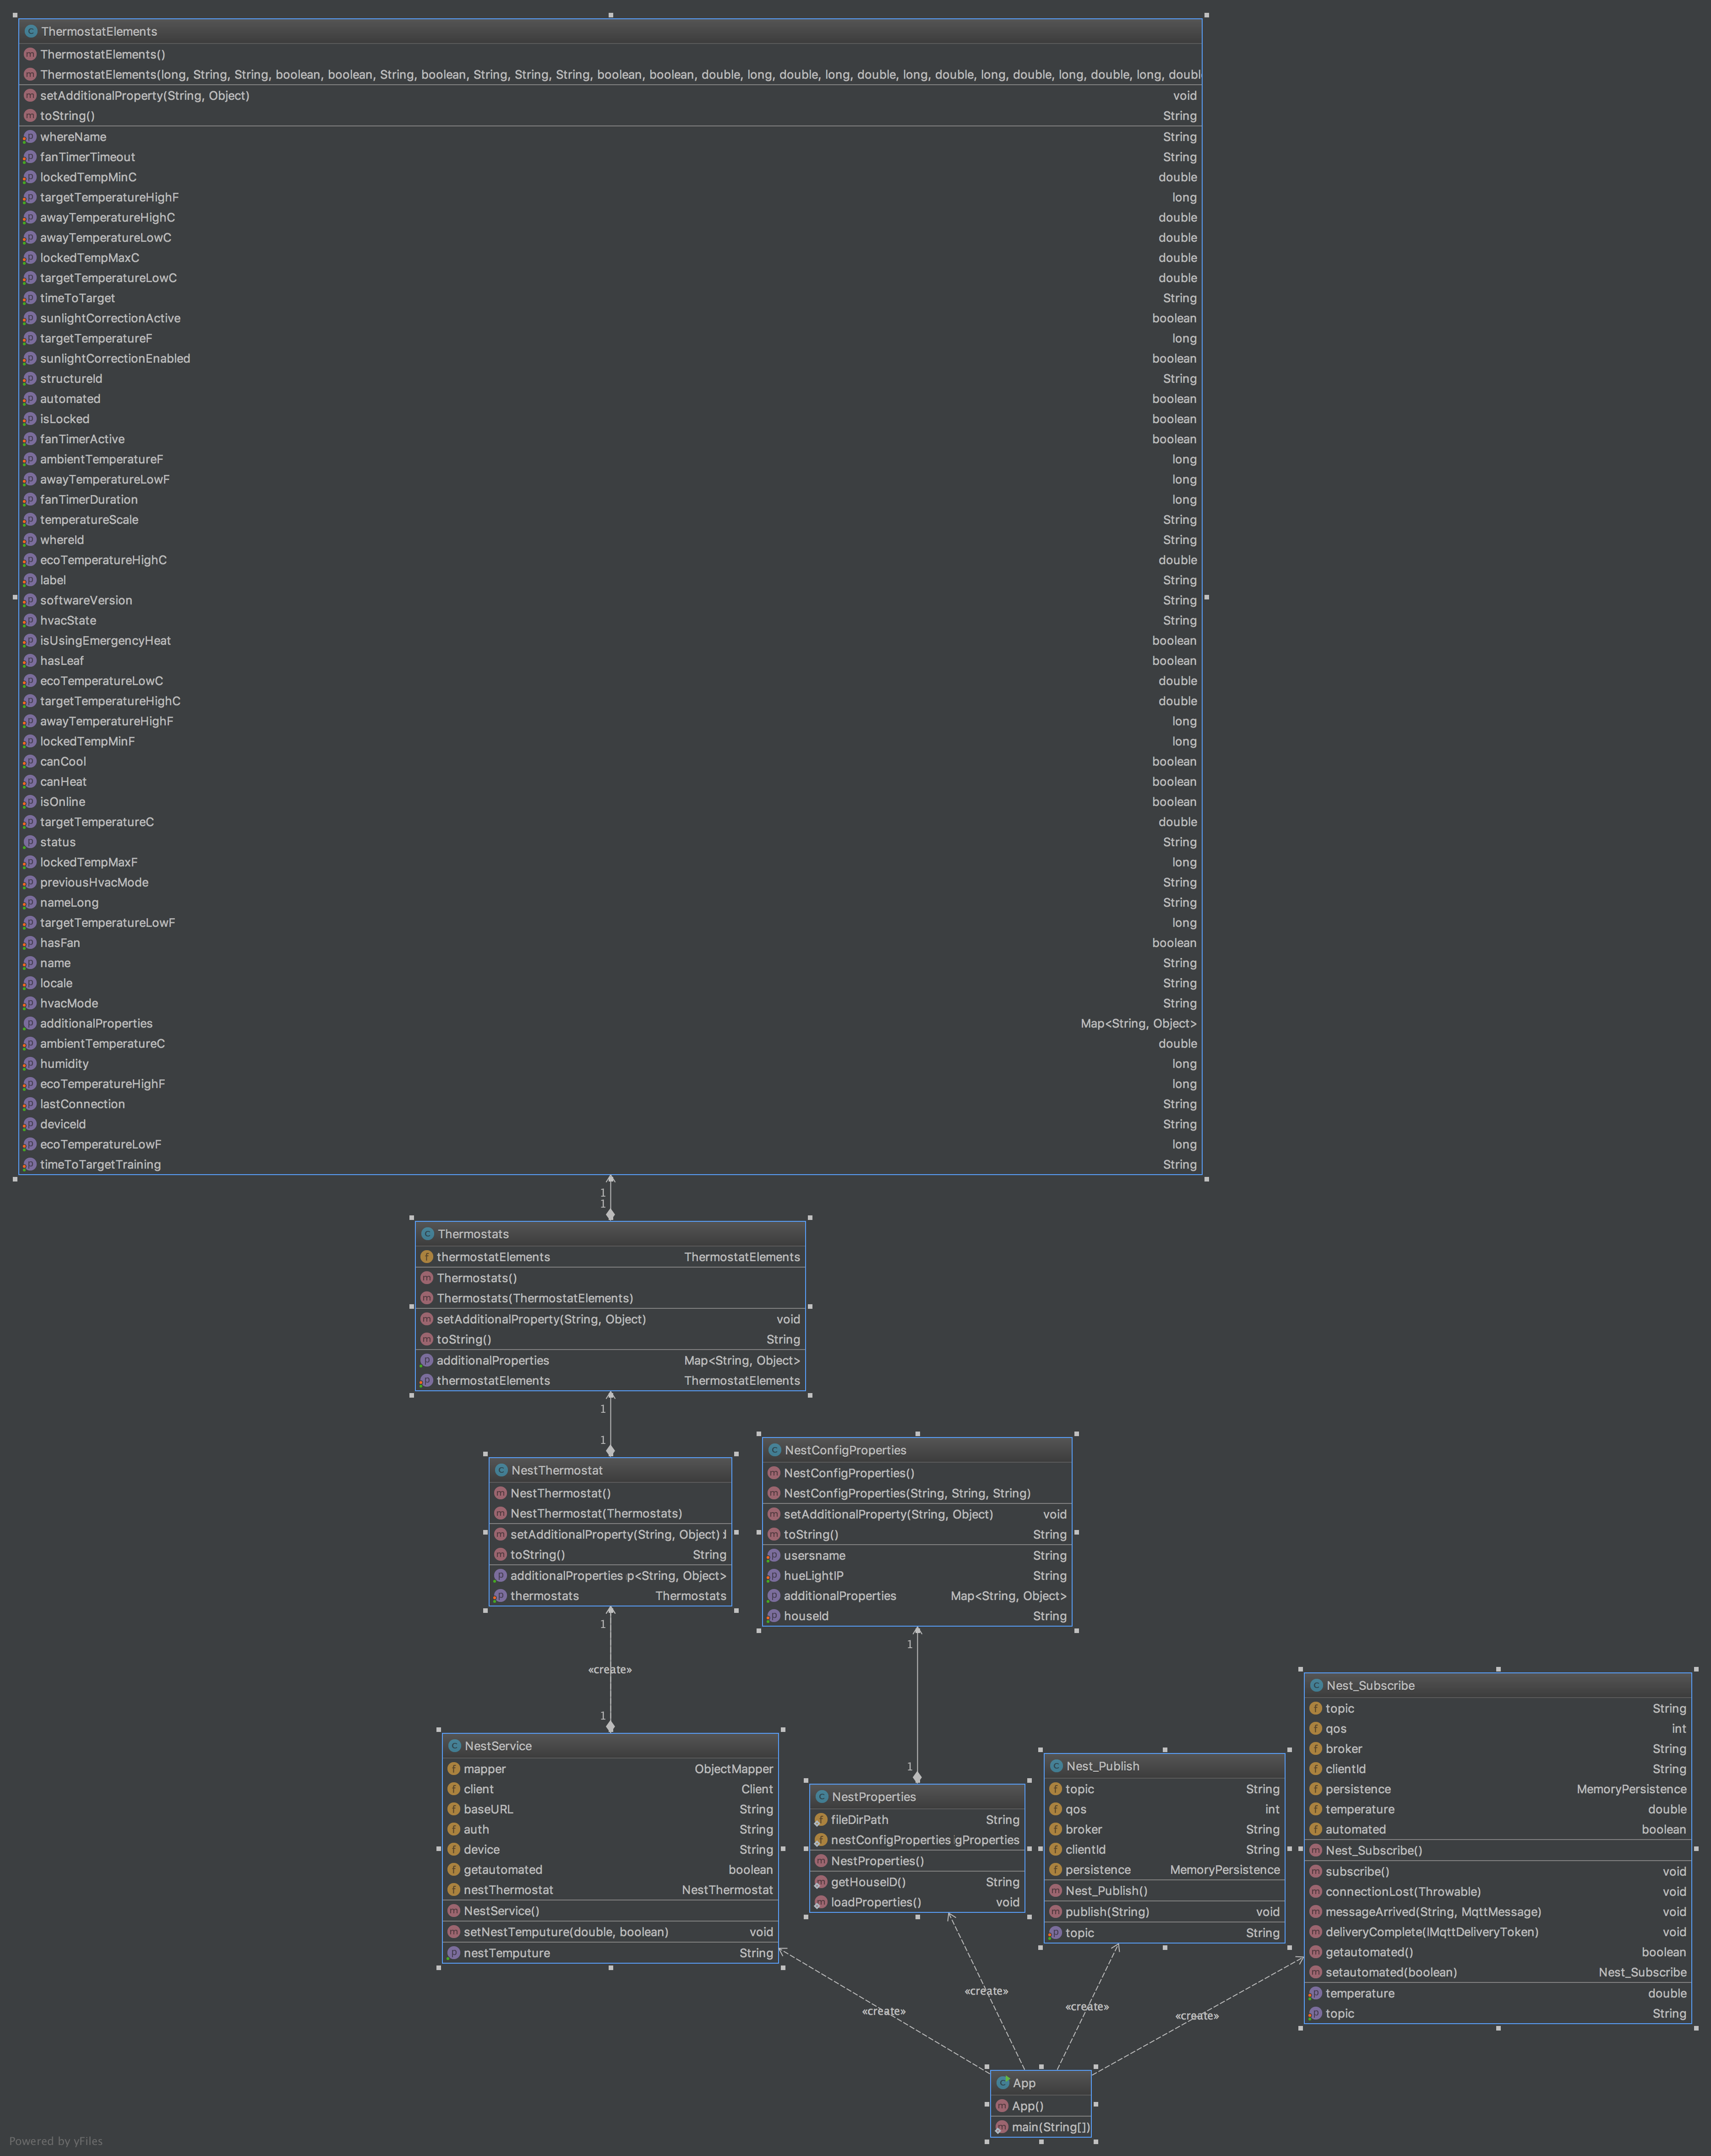 ThermostatElements
ThermostatElements()
ThermostatElements(long, String, String, boolean, boolean, String, boolean, String, String, String, boolean, boolean, double, long, double, long, double, long, double, long, double, long, double, long, doubl
setAdditionalProperty(String, Object) void
toString() String
whereName String
fanTimerTimeout String
lockedTempMinC double
targetTemperatureHighF long
awayTemperatureHighC double
awayTemperatureLowC double
lockedTempMaxC double
targetTemperatureLowC double
timeToTarget String
sunlightCorrectionActive boolean
targetTemperatureF long
sunlightCorrectionEnabled boolean
structureId String
automated boolean
isLocked boolean
fanTimerActive boolean
ambientTemperatureF long
awayTemperatureLowF long
fanTimerDuration long
temperatureScale String
whereId String
ecoTemperatureHighC double
label String
softwareVersion String
hvacState String
isUsingEmergencyHeat boolean
hasLeaf boolean
ecoTemperatureLowC double
targetTemperatureHighC double
awayTemperatureHighF long
lockedTempMinF long
canCool boolean
canHeat boolean
isOnline boolean
targetTemperatureC double
status String
lockedTempMaxF long
previousHvacMode String
nameLong String
targetTemperatureLowF long
hasFan boolean
name String
locale String
hvacMode String
additionalProperties Map<String, Object>
ambientTemperatureC double
humidity long
ecoTemperatureHighF long
lastConnection String
deviceId String
ecoTemperatureLowF long
timeToTargetTraining String
1
1
Thermostats
thermostatElements ThermostatElements
Thermostats()
Thermostats(ThermostatElements)
setAdditionalProperty(String, Object) void
toString() String
additionalProperties Map<String, Object>
thermostatElements ThermostatElements
1
1
NestThermostat
NestThermostat()
NestThermostat(Thermostats)
setAdditionalProperty(String, Object)
toString() String
additionalProperties p<String, Object>
thermostats Thermostats
1
«create»
1
NestConfigProperties
NestConfigProperties()
NestConfigProperties(String, String, String)
setAdditionalProperty(String, Object) void
toString() String
usersname String
hueLightIP String
additionalProperties Map<String, Object>
houseId String
1
1
NestService
mapper ObjectMapper
client Client
baseURL String
auth String
device String
getautomated boolean
nestThermostat NestThermostat
NestService()
setNestTemputure(double, boolean) void
nestTemputure String
NestProperties
fileDirPath String
nestConfigProperties gProperties
NestProperties()
getHouseID() String
loadProperties() void
Nest_Publish
topic String
qos int
broker String
clientId String
persistence MemoryPersistence
Nest_Publish()
publish(String) void
topic String
Nest_Subscribe
topic String
qos int
broker String
clientId String
persistence MemoryPersistence
temperature double
automated boolean
Nest_Subscribe()
subscribe() void
connectionLost(Throwable) void
messageArrived(String, MqttMessage) void
deliveryComplete(IMqttDeliveryToken) void
getautomated() boolean
setautomated(boolean) Nest_Subscribe
temperature double
topic String
«create»
«create»
«create»
«create»
App
App()
main(String[])
Powered by yFiles